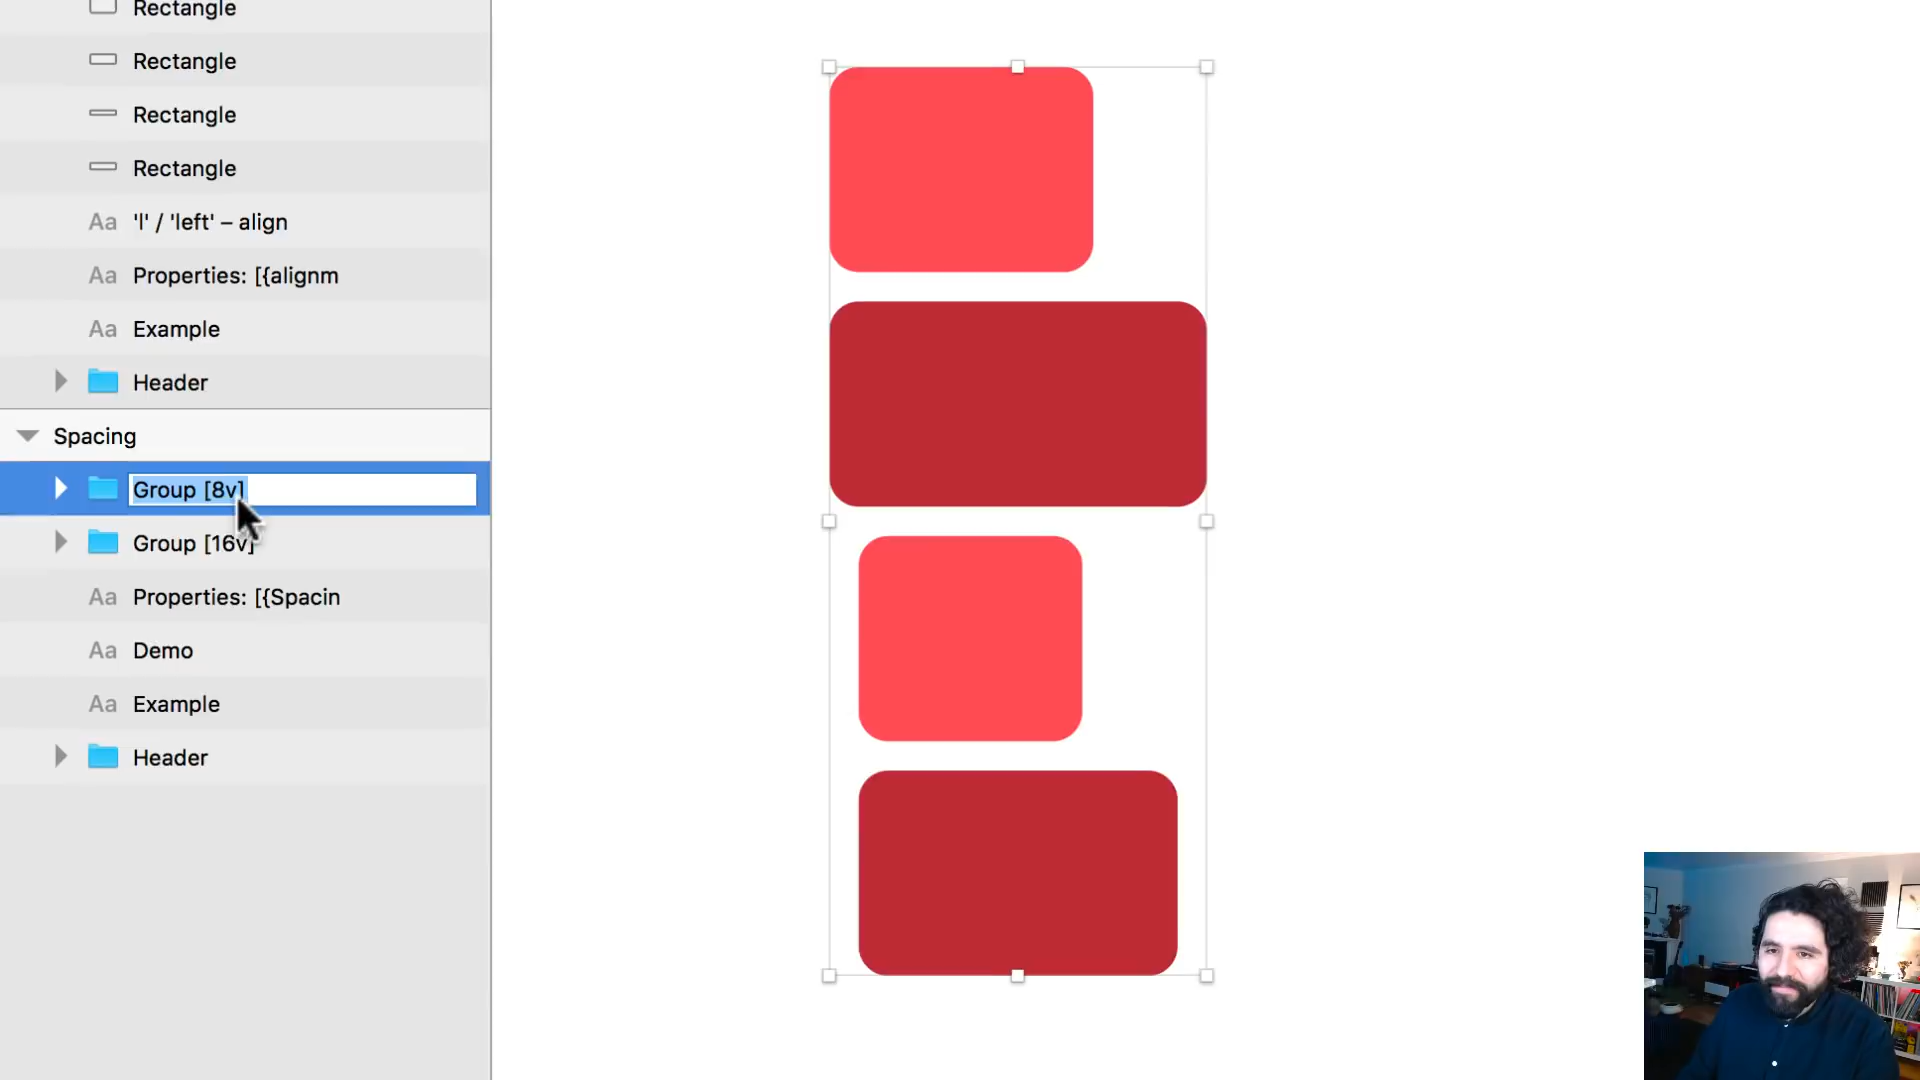 Rectangle
Rectangle
Rectangle
Rectangle
Aa 'l' / 'left' – align
Aa Properties: [{alignm
Aa Example
Header
Spacing
Group [8v]
Group [16v]
Aa Properties: [{Spacin
Aa Demo
Aa Example
Header